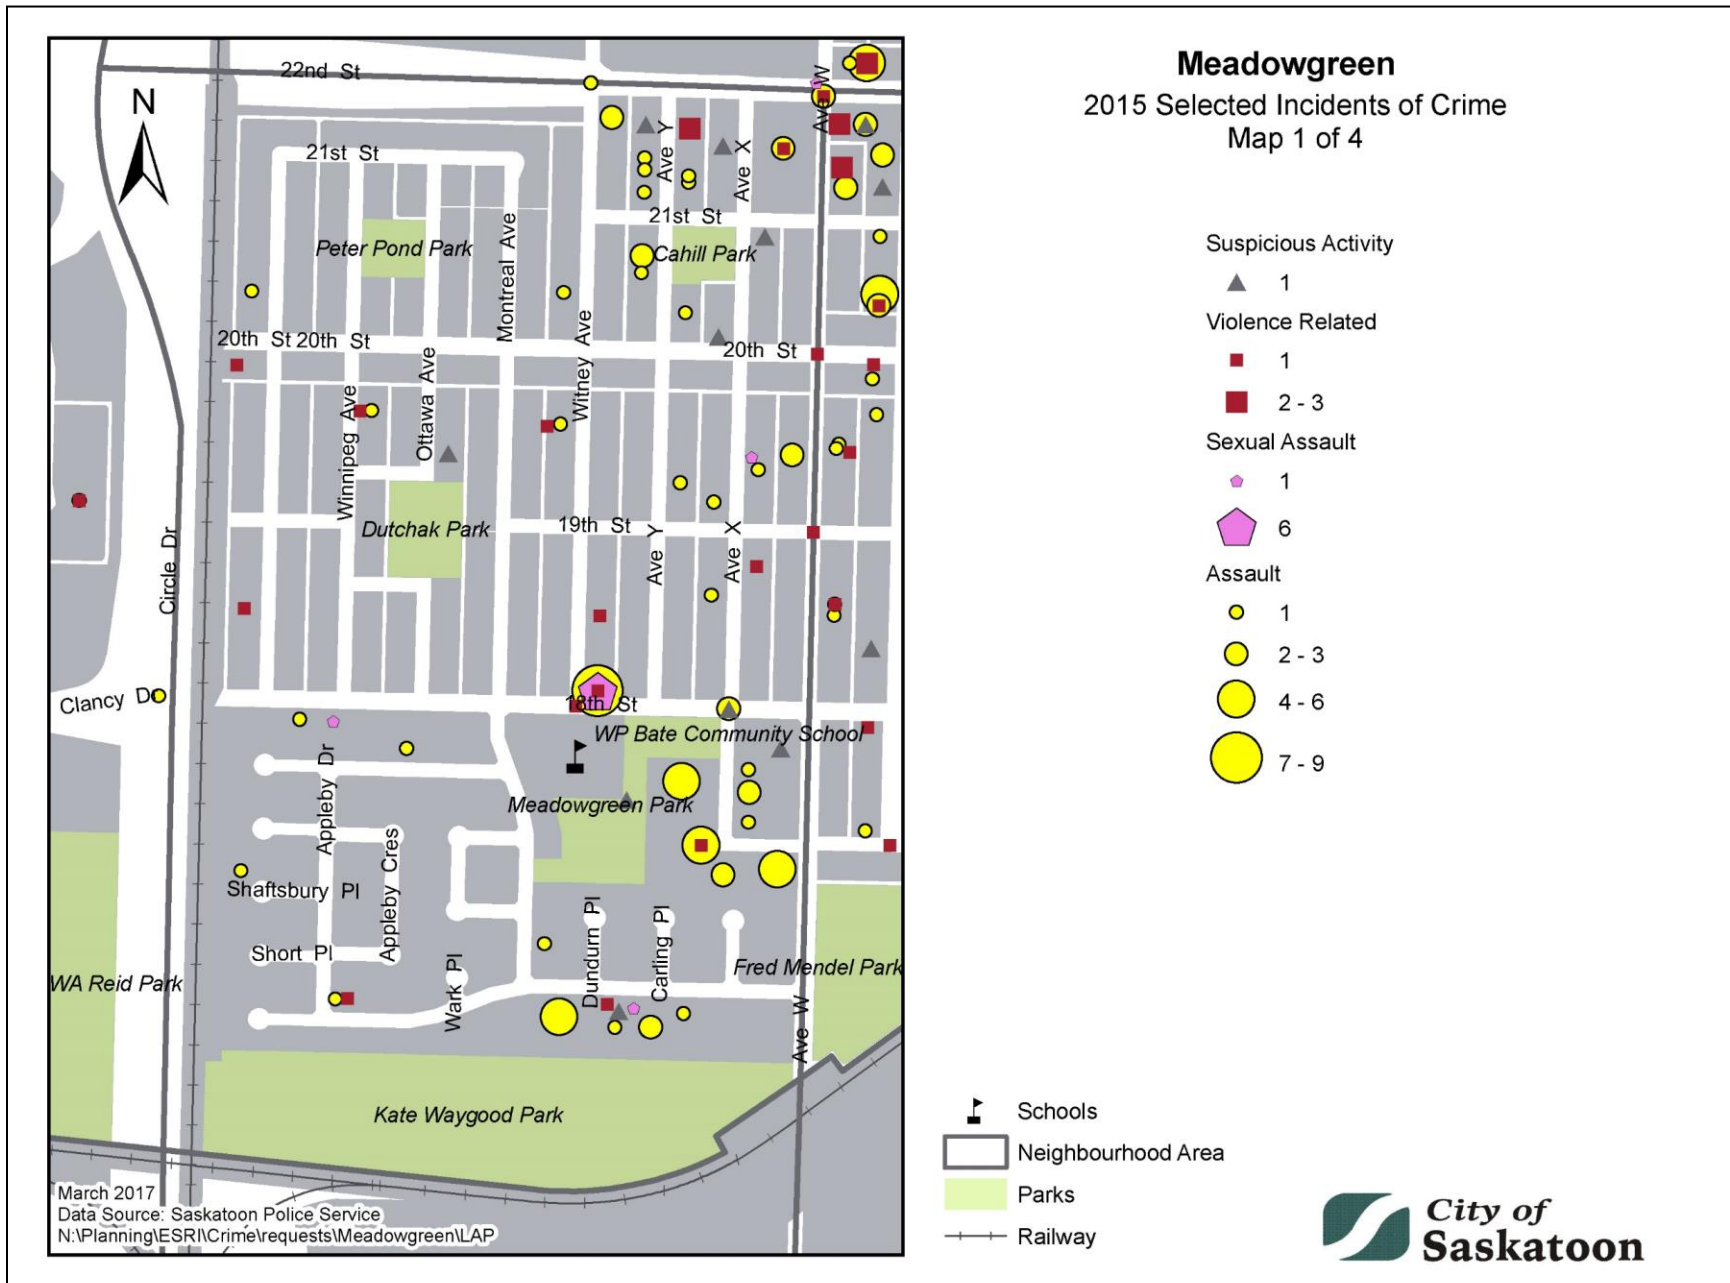 Meadowgreen
2015 Selected Incidents of Crime
Map 1 of 4
22nd St
N
Ave W
21st St
Ave Y
Ave X
21st St
Peter Pond Park
Cahill Park
Montreal Ave
20th St
20th St
Witney Ave
20th St
Winnipeg Ave
Ottawa Ave
Dutchak Park
19th St
Ave Y
Ave X
Circle Dr
Clancy Dr
18th St
WP Bate Community School
Appleby Dr
Meadowgreen Park
Appleby Cres
Shaftsbury Pl
Short Pl
Wark Pl
Dundurn Pl
Carling Pl
WA Reid Park
Fred Mendel Park
Ave W
Kate Waygood Park
March 2017
Data Source: Saskatoon Police Service
N:\Planning\ESRI\Crime\requests\Meadowgreen\LAP
Suspicious Activity
1
Violence Related
1
2 - 3
Sexual Assault
1
6
Assault
1
2 - 3
4 - 6
7 - 9
Schools
Neighbourhood Area
Parks
Railway
City of
Saskatoon